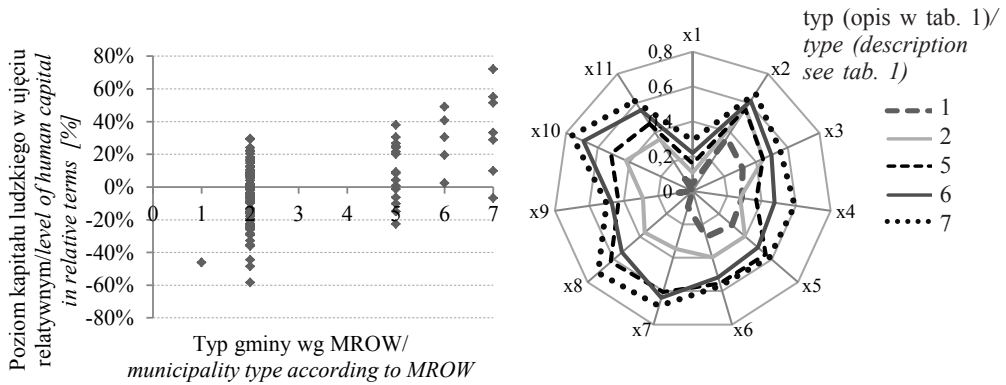 Poziom kapitału ludzkiego w ujęciu
relatywnym/level of human capital
in relative terms [%]
80%
60%
40%
20%
0%
-20%
-40%
-60%
-80%
0 1 2 3 4 5 6 7
Typ gminy wg MROW/
municipality type according to MROW
x1
x2
x3
x4
x5
x6
x7
x8
x9
x10
x11
0,8
0,6
0,4
0,2
0
typ (opis w tab. 1)/
type (description
see tab. 1)
1
2
5
6
7